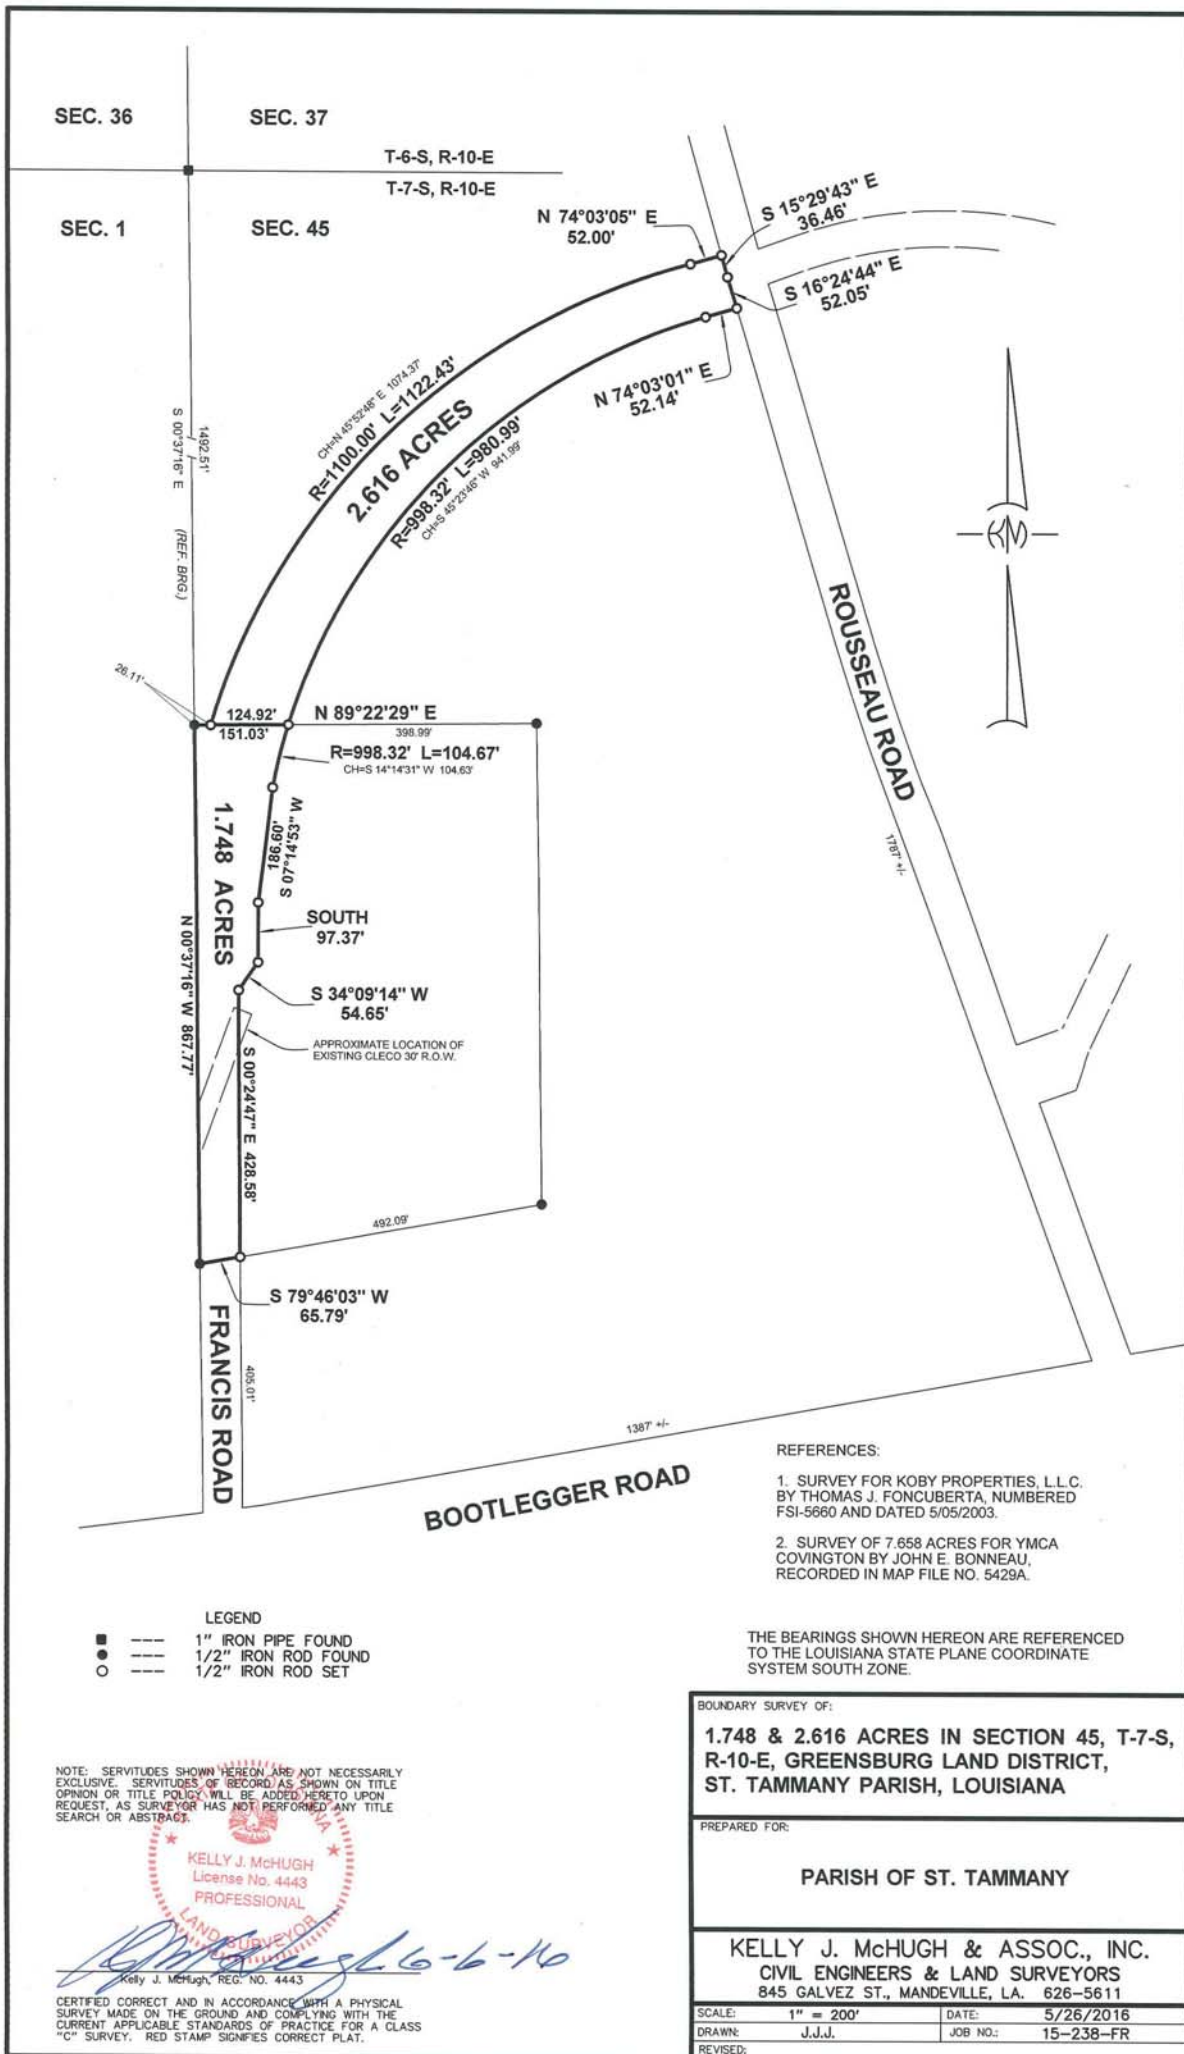 SEC. 36
SEC. 37
T-6-S, R-10-E
T-7-S, R-10-E
SEC. 1
SEC. 45
N 74°03'05" E
52.00'
S 15°29'43" E
36.46'
S 16°24'44" E
52.05'
N 74°03'01" E
52.14'
CH=N 45°52'48" E 1074.37'
R=1100.00' L=1122.43'
2.616 ACRES
R=998.32' L=980.99'
CH=S 45°23'46" W 941.99'
1492.51'
S 00°37'16" E
(REF. BRG.)
KM
ROUSSEAU ROAD
1787' +/-
26.11'
124.92'
151.03'
N 89°22'29" E
398.99'
R=998.32' L=104.67'
CH=S 14°14'31" W 104.63'
186.60'
S 07°14'53" W
1.748 ACRES
SOUTH
97.37'
N 00°37'16" W 867.77'
S 34°09'14" W
54.65'
APPROXIMATE LOCATION OF
EXISTING CLECO 30' R.O.W.
S 00°24'47" E 428.58'
492.09'
S 79°46'03" W
65.79'
FRANCIS ROAD
405.01'
1387' +/-
BOOTLEGGER ROAD
REFERENCES:
1. SURVEY FOR KOBY PROPERTIES, L.L.C.
BY THOMAS J. FONCUBERTA, NUMBERED
FSI-5660 AND DATED 5/05/2003.
2. SURVEY OF 7.658 ACRES FOR YMCA
COVINGTON BY JOHN E. BONNEAU,
RECORDED IN MAP FILE NO. 5429A.
LEGEND
1" IRON PIPE FOUND
1/2" IRON ROD FOUND
1/2" IRON ROD SET
THE BEARINGS SHOWN HEREON ARE REFERENCED
TO THE LOUISIANA STATE PLANE COORDINATE
SYSTEM SOUTH ZONE.
BOUNDARY SURVEY OF:
1.748 & 2.616 ACRES IN SECTION 45, T-7-S,
R-10-E, GREENSBURG LAND DISTRICT,
ST. TAMMANY PARISH, LOUISIANA
PREPARED FOR:
PARISH OF ST. TAMMANY
KELLY J. McHUGH & ASSOC., INC.
CIVIL ENGINEERS & LAND SURVEYORS
845 GALVEZ ST., MANDEVILLE, LA. 626-5611
SCALE: 1" = 200' DATE: 5/26/2016
DRAWN: J.J.J. JOB NO.: 15-238-FR
REVISED:
NOTE: SERVITUDES SHOWN HEREON ARE NOT NECESSARILY
EXCLUSIVE. SERVITUDES OF RECORD AS SHOWN ON TITLE
OPINION OR TITLE POLICY WILL BE ADDED HERETO UPON
REQUEST, AS SURVEYOR HAS NOT PERFORMED ANY TITLE
SEARCH OR ABSTRACT.
STATE OF LOUISIANA
KELLY J. McHUGH
License No. 4443
PROFESSIONAL
LAND SURVEYOR
6-6-16
Kelly J. McHugh, REG. NO. 4443
CERTIFIED CORRECT AND IN ACCORDANCE WITH A PHYSICAL
SURVEY MADE ON THE GROUND AND COMPLYING WITH THE
CURRENT APPLICABLE STANDARDS OF PRACTICE FOR A CLASS
"C" SURVEY. RED STAMP SIGNIFIES CORRECT PLAT.